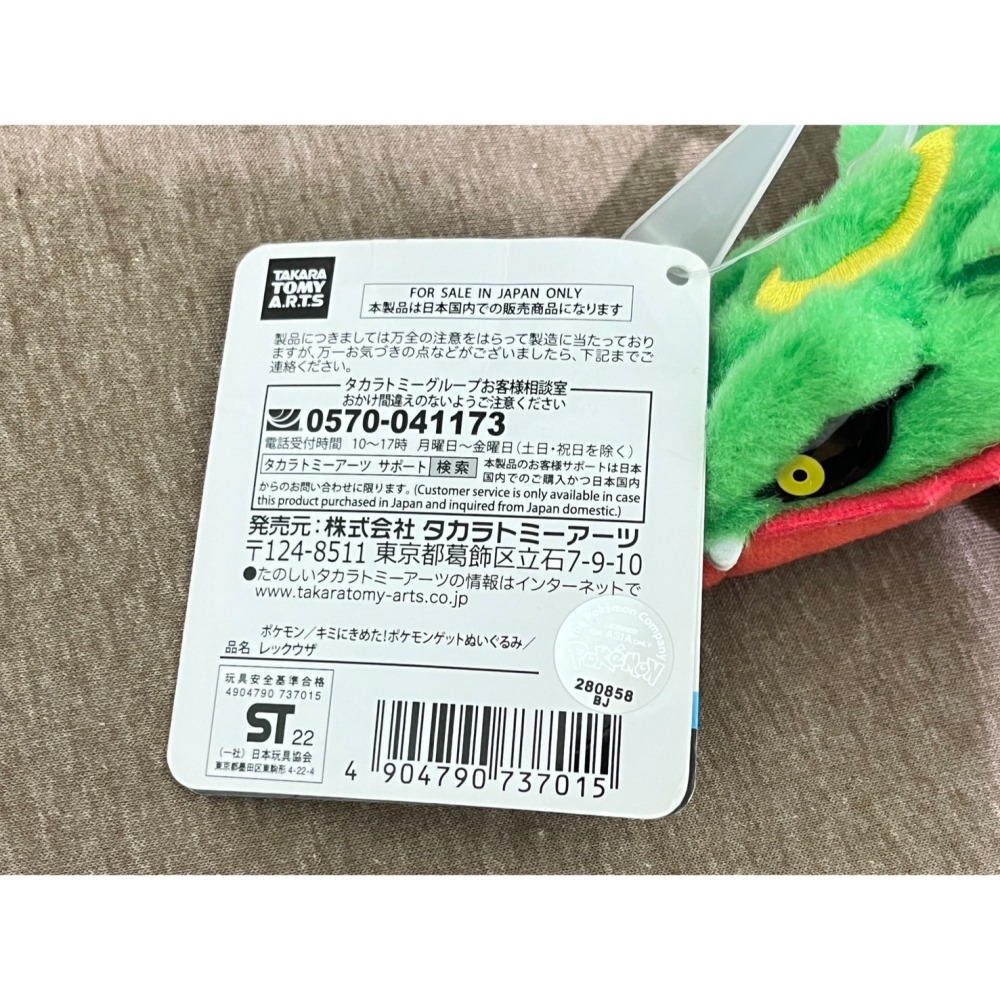 TAKARA
TOMY
A.R.T.S
FOR SALE IN JAPAN ONLY
本製品は日本国内での販売商品になります
製品につきましては万全の注意をはらって製造に当たっており
ますが、万一お気づきの点などがございましたら、下記までご
連絡ください。
タカラトミーグループお客様相談室
おかけ間違えのないようご注意ください
0570-041173
電話受付時間 10〜17時 月曜日〜金曜日(土日・祝日を除く)
タカラトミーアーツ サポート 検索
本製品のお客様サポートは日本
国内でのご購入かつ日本国内
からのお問い合わせに限ります。(Customer service is only available in case
this product purchased in Japan and inquired from Japan domestic.)
発売元：株式会社 タカラトミーアーツ
〒124-8511 東京都葛飾区立石7-9-10
●たのしいタカラトミーアーツの情報はインターネットで
www.takaratomy-arts.co.jp
ポケモン/キミにきめた!ポケモンゲットぬいぐるみ/
品名 レックウザ
The Pokémon Company
FOR ASIA ONLY
POKéMON
280858
BJ
玩具安全基準合格
4904790 737015
ST 22
(一社)日本玩具協会
東京都墨田区東駒形4-22-4
4 904790 737015